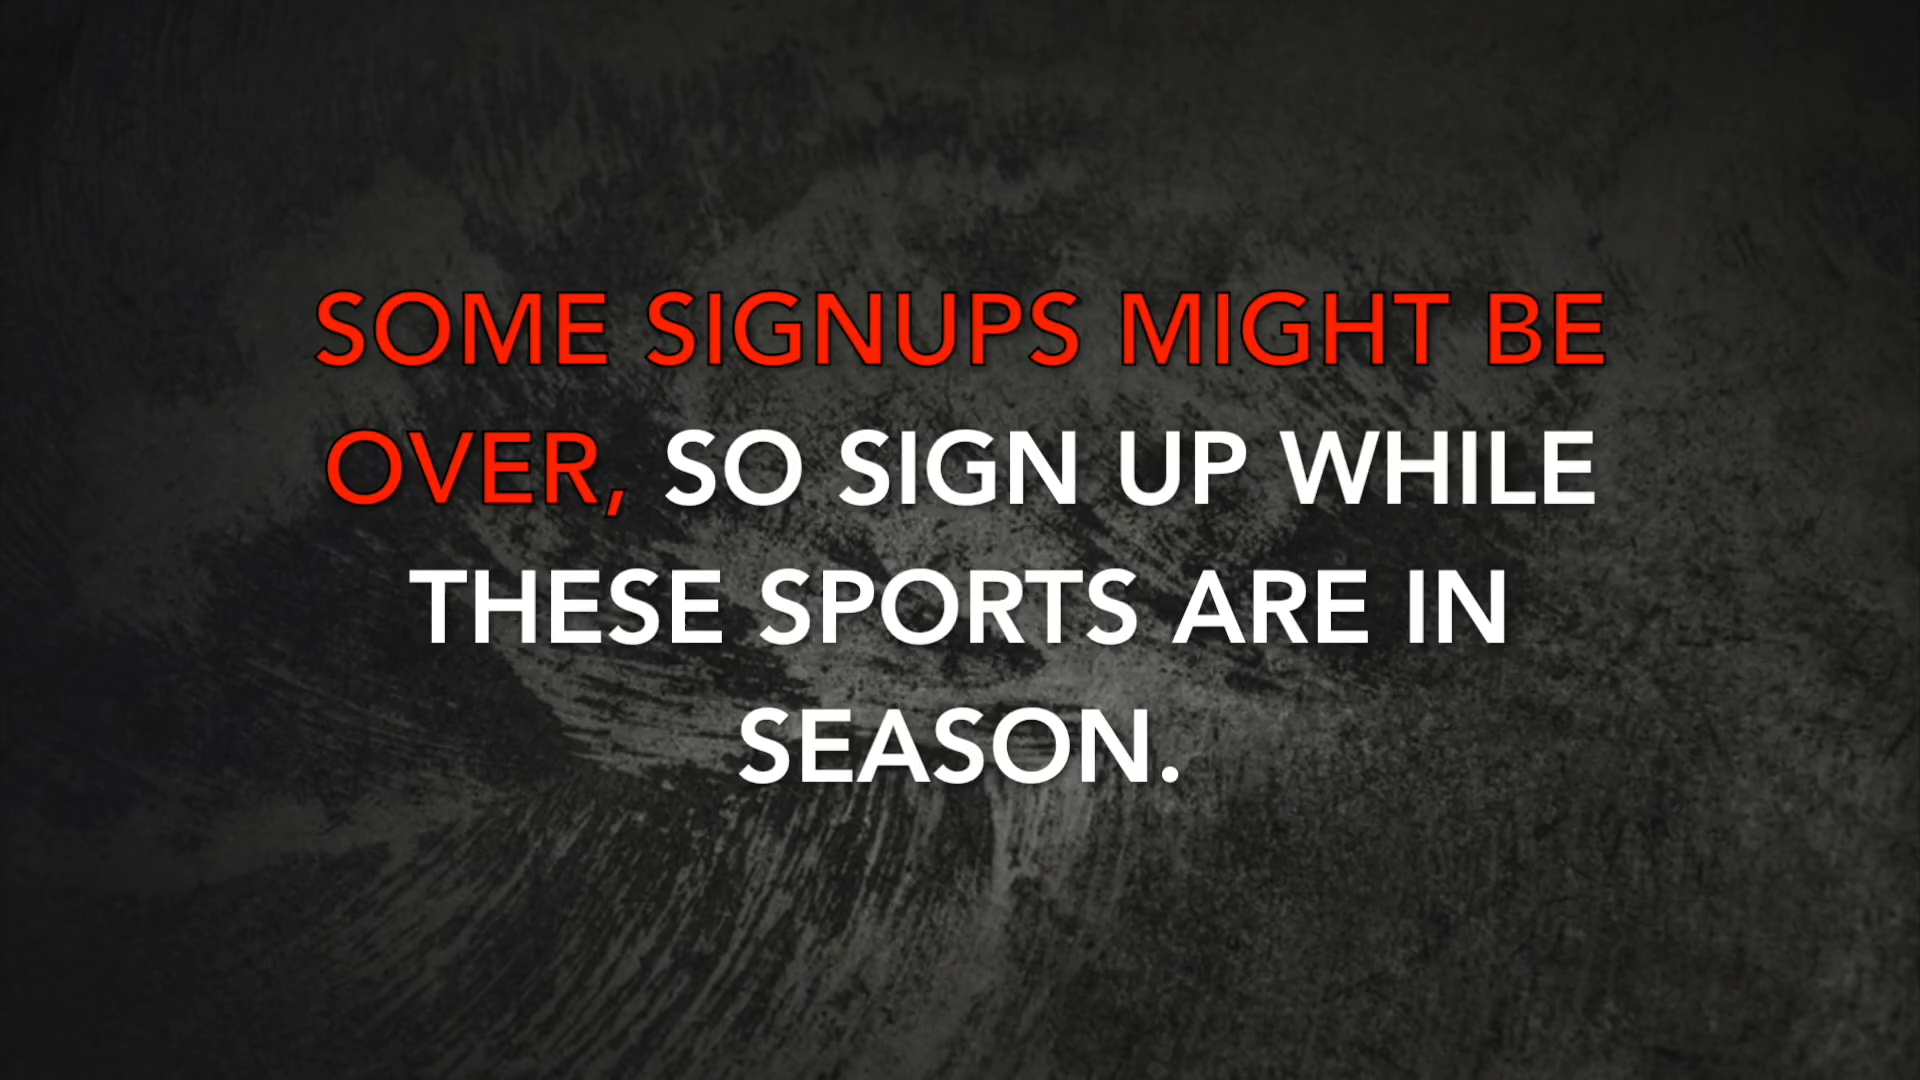 SOME SIGNUPS MIGHT BE
OVER, SO SIGN UP WHILE
THESE SPORTS ARE IN
SEASON.